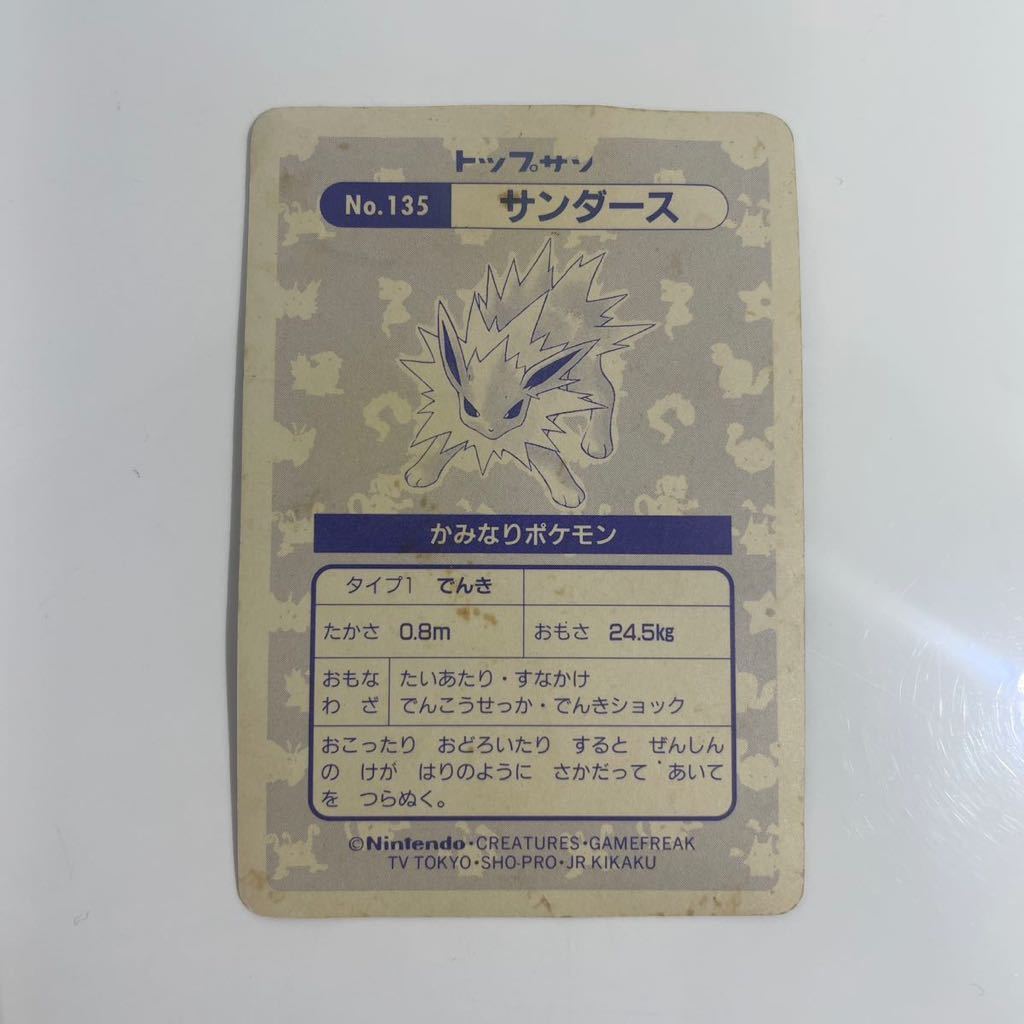 トップサン
No.135 サンダース
かみなりポケモン
タイプ1 でんき
たかさ 0.8m おもさ 24.5kg
おもな わざ たいあたり・すなかけ
でんこうせっか・でんきショック
おこったり おどろいたり すると ぜんしん
の けが はりのように さかだって あいて
を つらぬく。
©Nintendo・CREATURES・GAMEFREAK
TV TOKYO・SHO-PRO・JR KIKAKU